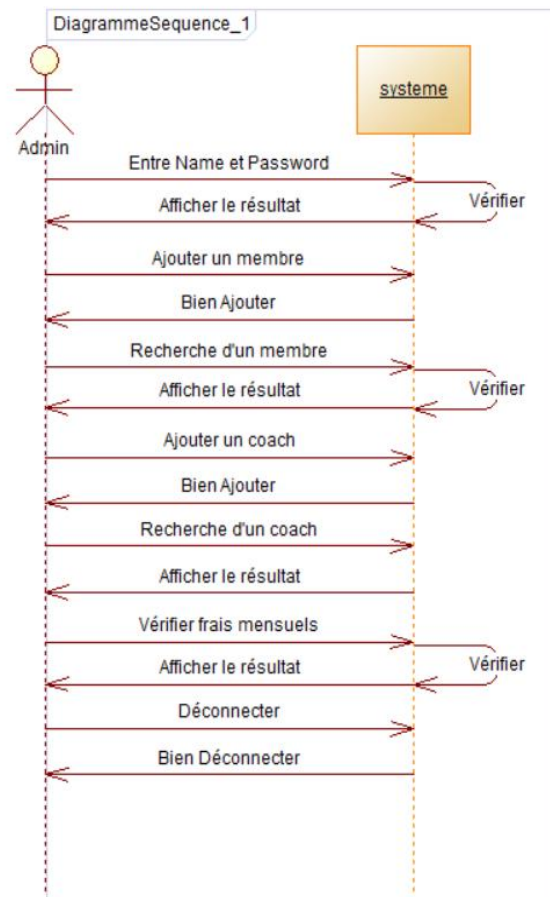 DiagrammeSequence_1
systeme
Admin
Entre Name et Password
Vérifier
Afficher le résultat
Ajouter un membre
Bien Ajouter
Recherche d'un membre
Vérifier
Afficher le résultat
Ajouter un coach
Bien Ajouter
Recherche d'un coach
Afficher le résultat
Vérifier frais mensuels
Vérifier
Afficher le résultat
Déconnecter
Bien Déconnecter